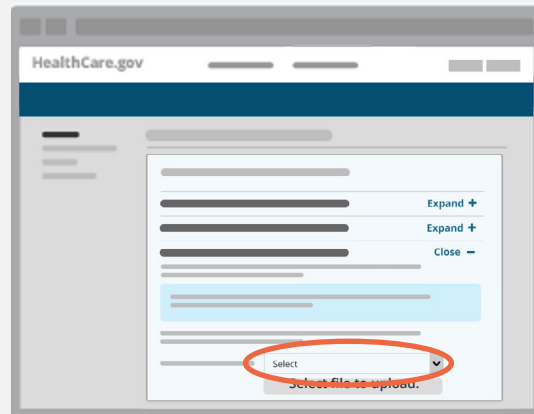 HealthCare.gov
Expand +
Expand +
Close −
Select
Select file to upload.